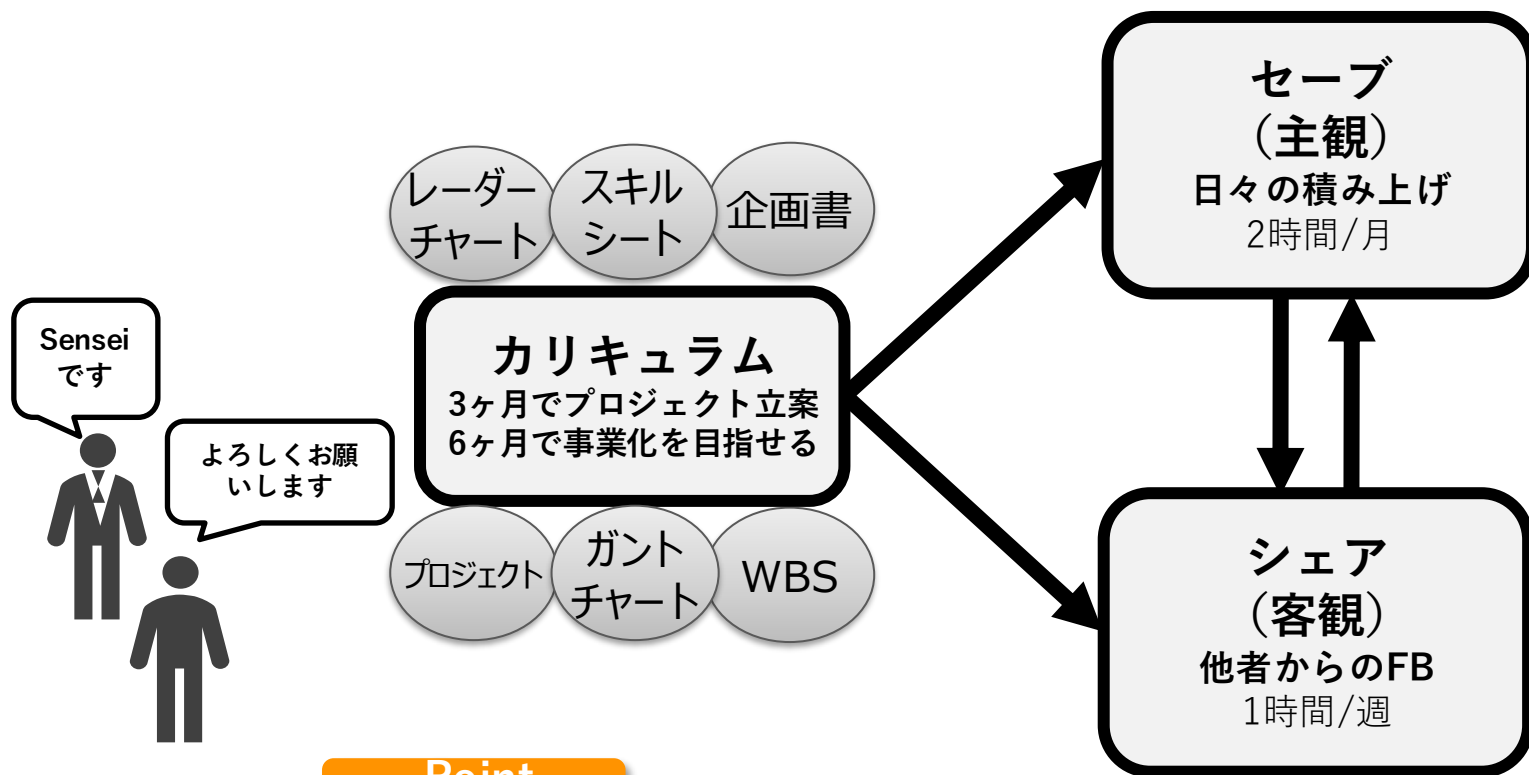 Sensei
です
よろしくお願
いします
レーダー
チャート
スキル
シート
企画書
カリキュラム
3ヶ月でプロジェクト立案
6ヶ月で事業化を目指せる
プロジェクト
ガント
チャート
WBS
セーブ
（主観）
日々の積み上げ
2時間/月
シェア
（客観）
他者からのFB
1時間/週
Point